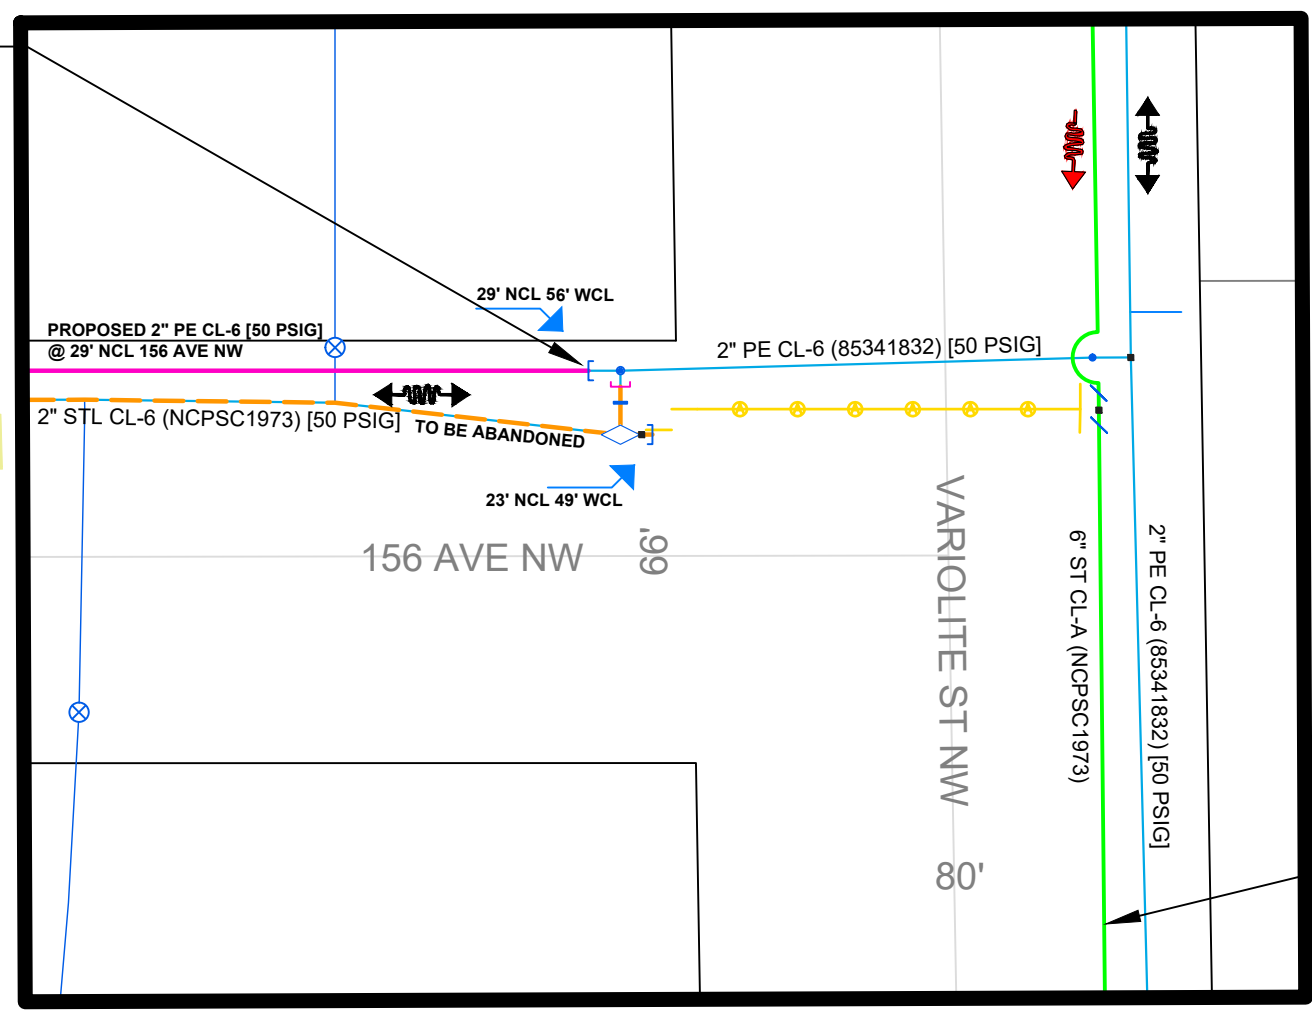 29' NCL 56' WCL
PROPOSED 2" PE CL-6 [50 PSIG]
@ 29' NCL 156 AVE NW
2" PE CL-6 (85341832) [50 PSIG]
2" STL CL-6 (NCPSC1973) [50 PSIG]
TO BE ABANDONED
23' NCL 49' WCL
156 AVE NW
66'
VARIOLITE ST NW
80'
6" ST CL-A (NCPSC1973)
2" PE CL-6 (85341832) [50 PSIG]